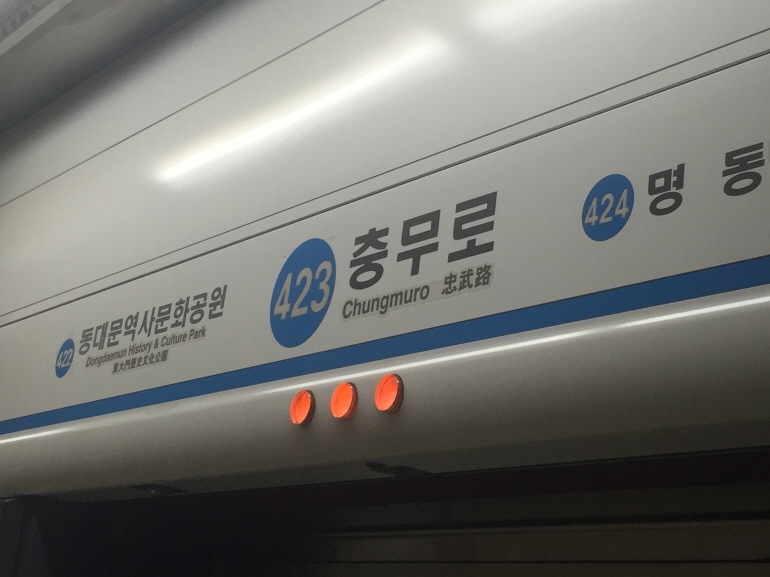 422 동대문역사문화공원
Dongdaemun History & Culture Park
東大門歷史文化公園
423 충무로
Chungmuro 忠武路
424 명동